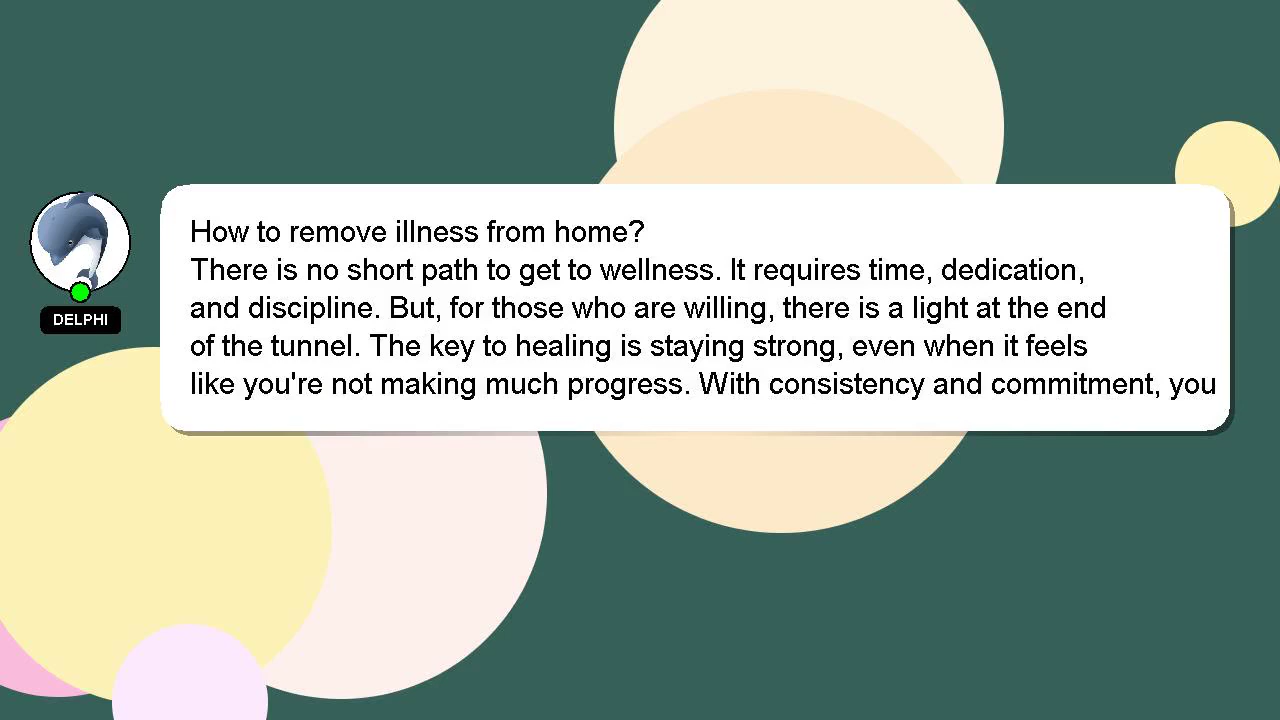 How to remove illness from home?
There is no short path to get to wellness. It requires time, dedication,
and discipline. But, for those who are willing, there is a light at the end
of the tunnel. The key to healing is staying strong, even when it feels
like you're not making much progress. With consistency and commitment, you
DELPHI